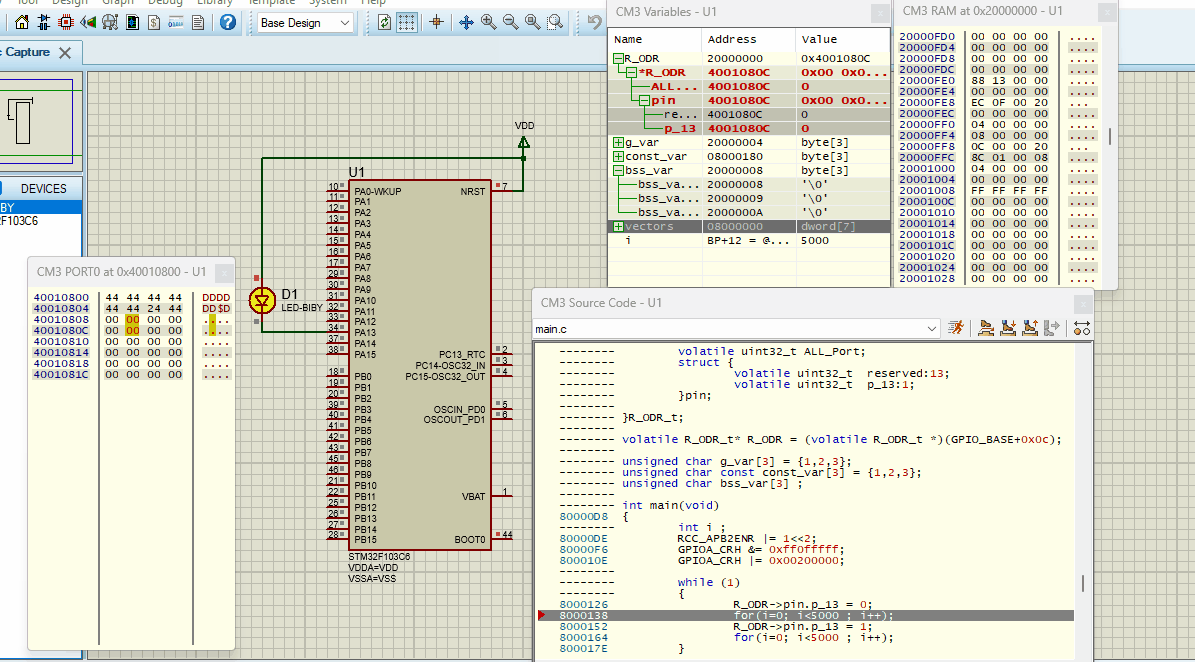 Tool Design Graph Debug Library Template System Help
Base Design
Capture
DEVICES
BY
F103C6
CM3 PORT0 at 0x40010800 - U1
40010800 44 44 44 44 DDDD
40010804 44 44 24 44 DD$D
40010808 00 00 00 00 ....
4001080C 00 00 00 00 ....
40010810 00 00 00 00 ....
40010814 00 00 00 00 ....
40010818 00 00 00 00 ....
4001081C 00 00 00 00 ....
VDD
U1
10 PA0-WKUP NRST 7
11 PA1
12 PA2
13 PA3
14 PA4
15 PA5
16 PA6
17 PA7
29 PA8
30 PA9
31 PA10
32 PA11
33 PA12
34 PA13
37 PA14
38 PA15
PC13_RTC 2
PC14-OSC32_IN 3
PC15-OSC32_OUT 4
18 PB0
19 PB1
20 PB2
39 PB3
40 PB4
41 PB5
42 PB6
43 PB7
45 PB8
46 PB9
21 PB10
22 PB11
25 PB12
26 PB13
27 PB14
28 PB15
OSCIN_PD0 5
OSCOUT_PD1 6
VBAT 1
BOOT0 44
STM32F103C6
VDDA=VDD
VSSA=VSS
D1
LED-BIBY
CM3 Variables - U1
Name Address Value
R_ODR 20000000 0x4001080C
*R_ODR 4001080C 0x00 0x0...
ALL... 4001080C 0
pin 4001080C 0x00 0x0...
re... 4001080C 0
p_13 4001080C 0
g_var 20000004 byte[3]
const_var 08000180 byte[3]
bss_var 20000008 byte[3]
bss_va... 20000008 '\0'
bss_va... 20000009 '\0'
bss_va... 2000000A '\0'
vectors 08000000 dword[7]
i BP+12 = @... 5000
CM3 RAM at 0x20000000 - U1
20000FD0 00 00 00 00 ....
20000FD4 00 00 00 00 ....
20000FD8 00 00 00 00 ....
20000FDC 00 00 00 00 ....
20000FE0 88 13 00 00 ....
20000FE4 00 00 00 00 ....
20000FE8 EC 0F 00 20 ...
20000FEC 00 00 00 00 ....
20000FF0 04 00 00 00 ....
20000FF4 08 00 00 00 ....
20000FF8 0C 00 00 20 ...
20000FFC 8C 01 00 08 ....
20001000 04 00 00 00 ....
20001004 00 00 00 00 ....
20001008 FF FF FF FF ....
2000100C 00 00 00 00 ....
20001010 00 00 00 00 ....
20001014 00 00 00 00 ....
20001018 00 00 00 00 ....
2000101C 00 00 00 00 ....
20001020 00 00 00 00 ....
20001024 00 00 00 00 ....
20001028 00 00 00 00 ....
CM3 Source Code - U1
main.c
-------- volatile uint32_t ALL_Port;
-------- struct {
-------- volatile uint32_t reserved:13;
-------- volatile uint32_t p_13:1;
-------- }pin;
--------
-------- }R_ODR_t;
--------
-------- volatile R_ODR_t* R_ODR = (volatile R_ODR_t *)(GPIO_BASE+0x0c);
--------
-------- unsigned char g_var[3] = {1,2,3};
-------- unsigned char const const_var[3] = {1,2,3};
-------- unsigned char bss_var[3] ;
--------
-------- int main(void)
80000D8 {
-------- int i ;
80000DE RCC_APB2ENR |= 1<<2;
80000F6 GPIOA_CRH &= 0xff0fffff;
800010E GPIOA_CRH |= 0x00200000;
--------
-------- while (1)
-------- {
8000126 R_ODR->pin.p_13 = 0;
8000138 for(i=0; i<5000 ; i++);
8000152 R_ODR->pin.p_13 = 1;
8000164 for(i=0; i<5000 ; i++);
800017E }